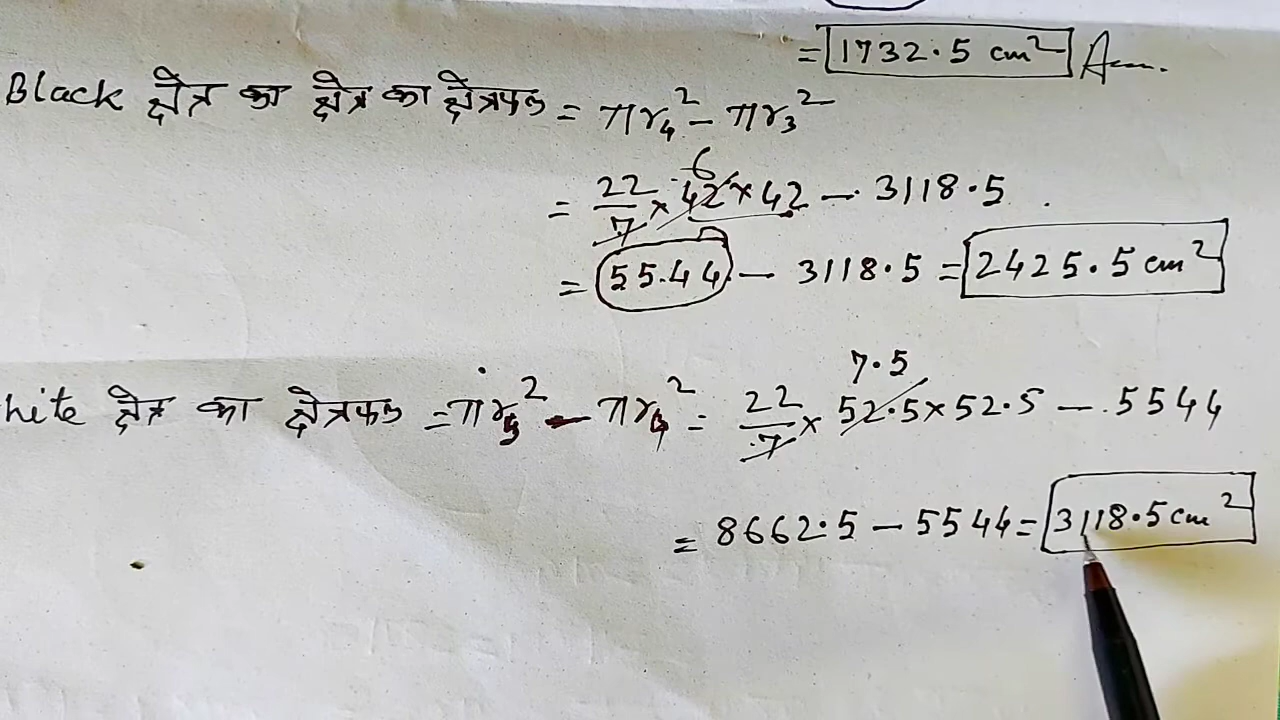 = 1732.5 cm² Ans.
Black क्षेत्र का क्षेत्र का क्षेत्रफल = πr₄² - πr₃²
= 22/7 × 42 × 42 - 3118.5
6
= 55.44 - 3118.5 = 2425.5 cm²
7.5
hite क्षेत्र का क्षेत्रफल = πr₅² - πr₄² = 22/7 × 52.5 × 52.5 - 5544
= 8662.5 - 5544 = 3118.5 cm²